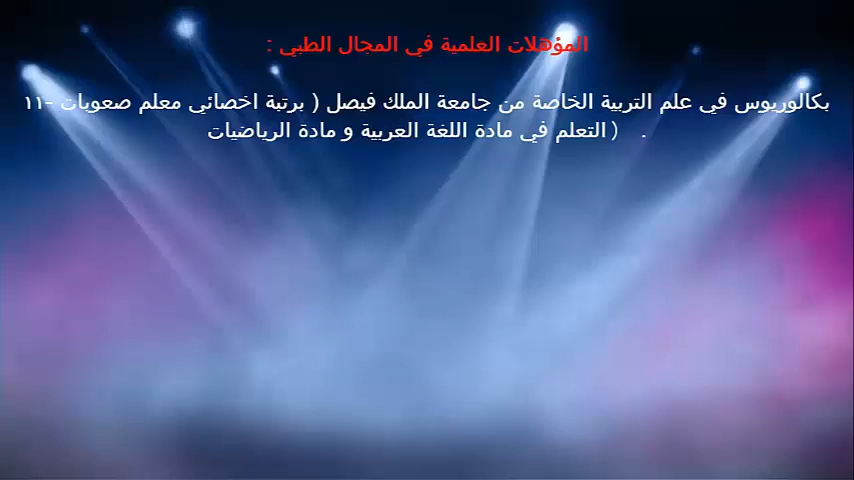 المؤهلات العلمية في المجال الطبي :
بكالوريوس في علم التربية الخاصة من جامعة الملك فيصل ( برتبة اخصائي معلم صعوبات -١١
التعلم في مادة اللغة العربية و مادة الرياضيات ) .